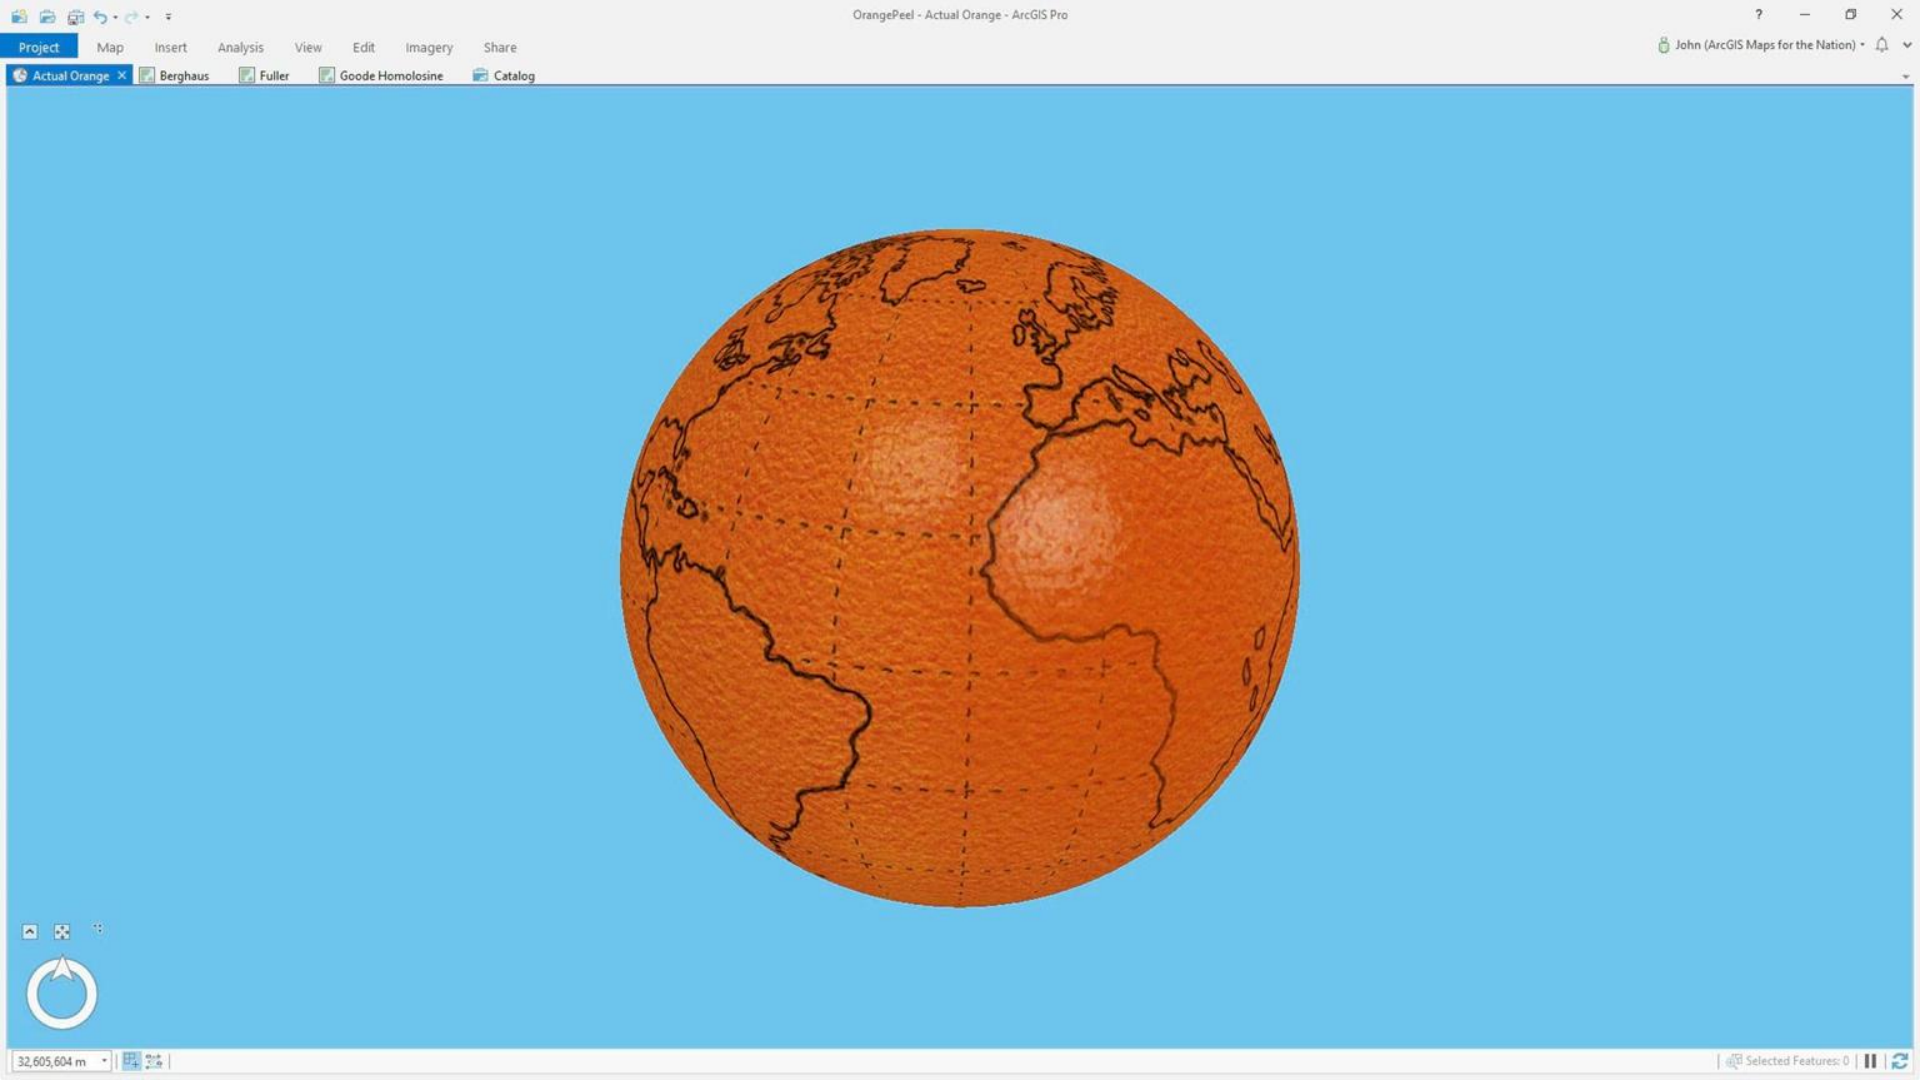 OrangePeel - Actual Orange - ArcGIS Pro
?
Project Map Insert Analysis View Edit Imagery Share
John (ArcGIS Maps for the Nation)
Actual Orange Berghaus Fuller Goode Homolosine Catalog
32,605,604 m
Selected Features: 0